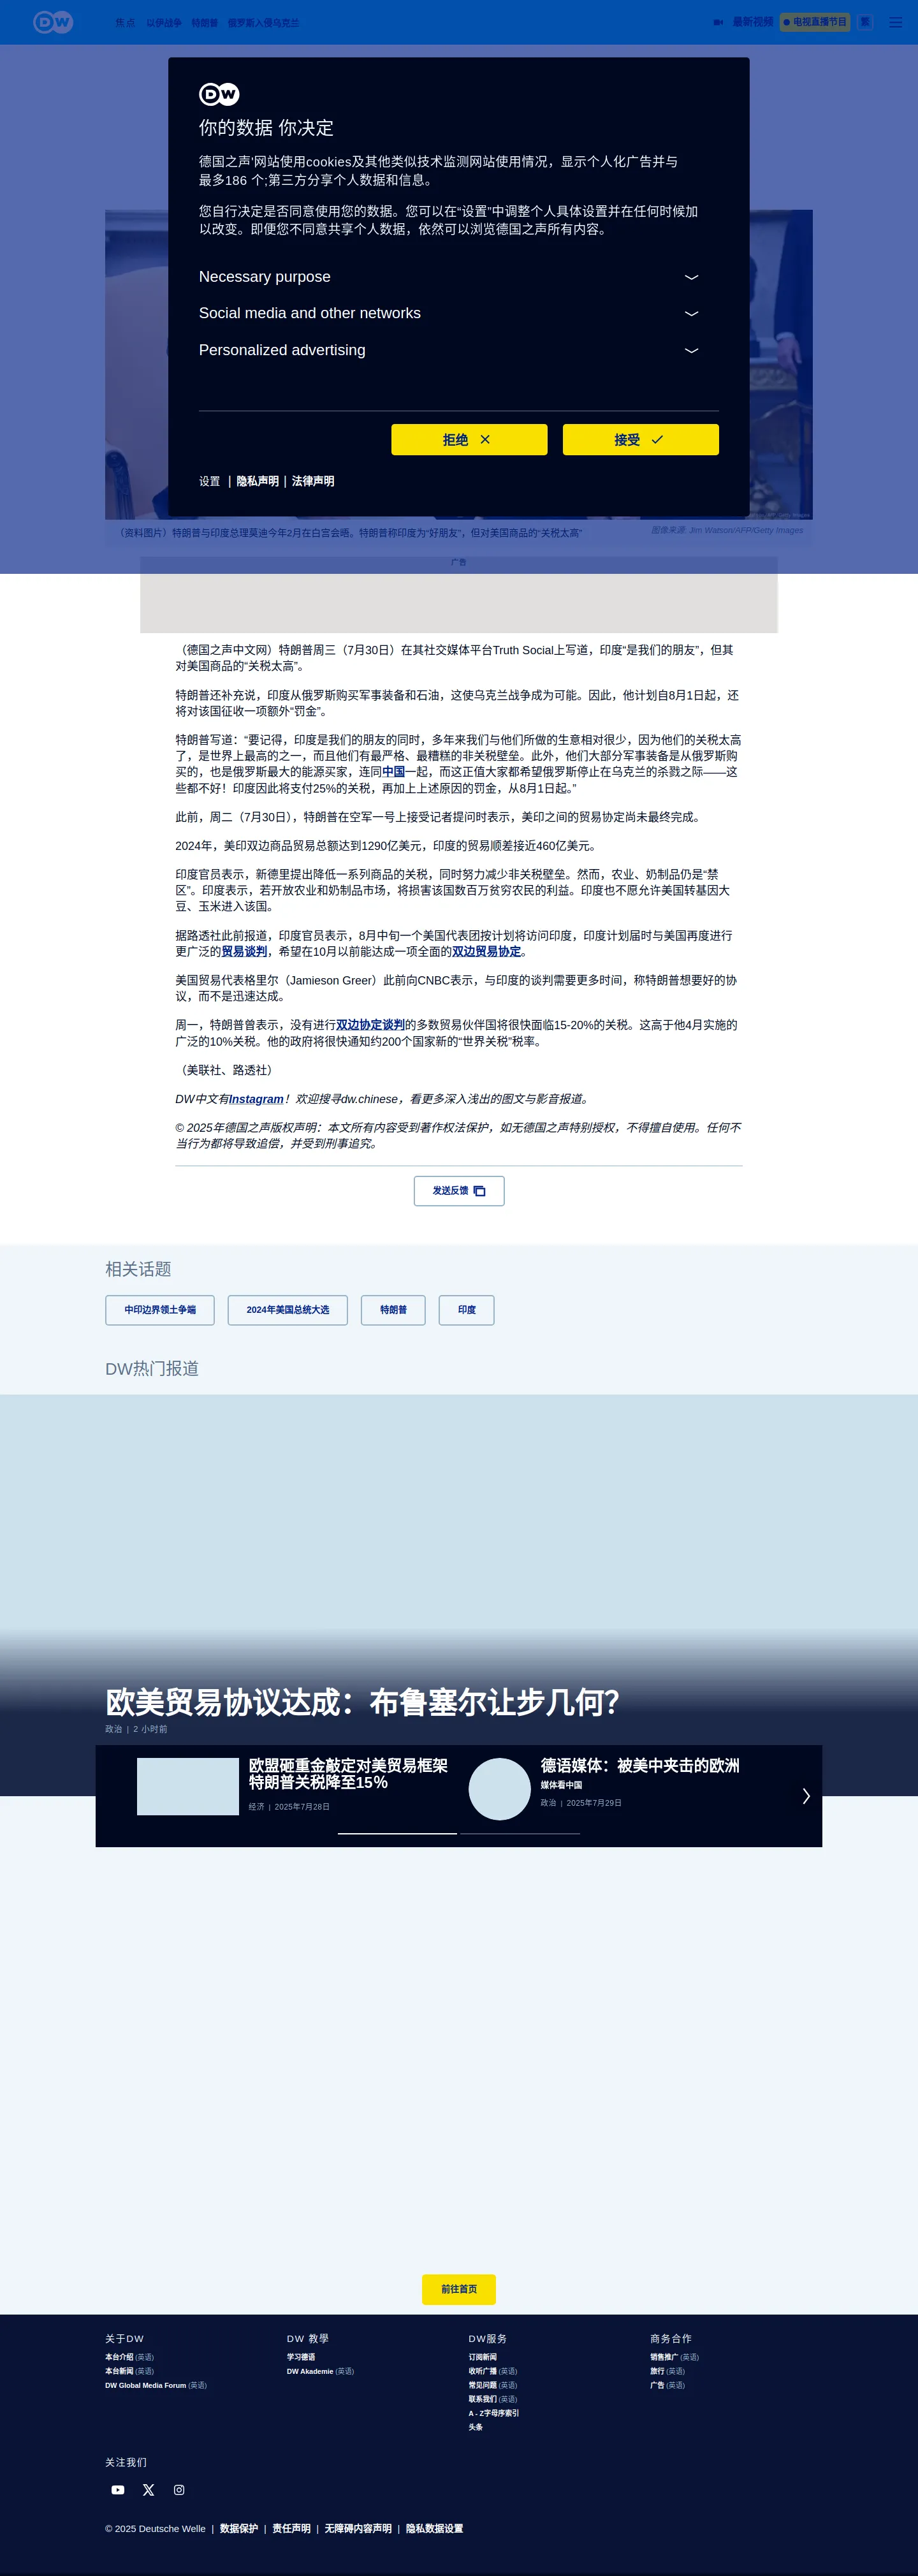 DW
焦点 以伊战争 特朗普 俄罗斯入侵乌克兰
最新视频 电视直播节目 繁
DW
你的数据 你决定
德国之声'网站使用cookies及其他类似技术监测网站使用情况，显示个人化广告并与
最多186 个;第三方分享个人数据和信息。
您自行决定是否同意使用您的数据。您可以在“设置”中调整个人具体设置并在任何时候加
以改变。即便您不同意共享个人数据，依然可以浏览德国之声所有内容。
Necessary purpose
Social media and other networks
Personalized advertising
拒绝
接受
设置 | 隐私声明 | 法律声明
（资料图片）特朗普与印度总理莫迪今年2月在白宫会晤。特朗普称印度为“好朋友”，但对美国商品的“关税太高”
图像来源: Jim Watson/AFP/Getty Images
广告
（德国之声中文网）特朗普周三（7月30日）在其社交媒体平台Truth Social上写道，印度“是我们的朋友”，但其
对美国商品的“关税太高”。
特朗普还补充说，印度从俄罗斯购买军事装备和石油，这使乌克兰战争成为可能。因此，他计划自8月1日起，还
将对该国征收一项额外“罚金”。
特朗普写道：“要记得，印度是我们的朋友的同时，多年来我们与他们所做的生意相对很少，因为他们的关税太高
了，是世界上最高的之一，而且他们有最严格、最糟糕的非关税壁垒。此外，他们大部分军事装备是从俄罗斯购
买的，也是俄罗斯最大的能源买家，连同中国一起，而这正值大家都希望俄罗斯停止在乌克兰的杀戮之际——这
些都不好！印度因此将支付25%的关税，再加上上述原因的罚金，从8月1日起。”
此前，周二（7月30日），特朗普在空军一号上接受记者提问时表示，美印之间的贸易协定尚未最终完成。
2024年，美印双边商品贸易总额达到1290亿美元，印度的贸易顺差接近460亿美元。
印度官员表示，新德里提出降低一系列商品的关税，同时努力减少非关税壁垒。然而，农业、奶制品仍是“禁
区”。印度表示，若开放农业和奶制品市场，将损害该国数百万贫穷农民的利益。印度也不愿允许美国转基因大
豆、玉米进入该国。
据路透社此前报道，印度官员表示，8月中旬一个美国代表团按计划将访问印度，印度计划届时与美国再度进行
更广泛的贸易谈判，希望在10月以前能达成一项全面的双边贸易协定。
美国贸易代表格里尔（Jamieson Greer）此前向CNBC表示，与印度的谈判需要更多时间，称特朗普想要好的协
议，而不是迅速达成。
周一，特朗普曾表示，没有进行双边协定谈判的多数贸易伙伴国将很快面临15-20%的关税。这高于他4月实施的
广泛的10%关税。他的政府将很快通知约200个国家新的“世界关税”税率。
（美联社、路透社）
DW中文有Instagram！欢迎搜寻dw.chinese，看更多深入浅出的图文与影音报道。
© 2025年德国之声版权声明：本文所有内容受到著作权法保护，如无德国之声特别授权，不得擅自使用。任何不
当行为都将导致追偿，并受到刑事追究。
发送反馈
相关话题
中印边界领土争端 2024年美国总统大选 特朗普 印度
DW热门报道
欧美贸易协议达成：布鲁塞尔让步几何？
政治 | 2 小时前
欧盟砸重金敲定对美贸易框架
特朗普关税降至15%
经济 | 2025年7月28日
德语媒体：被美中夹击的欧洲
媒体看中国
政治 | 2025年7月29日
前往首页
关于DW
本台介绍 (英语)
本台新闻 (英语)
DW Global Media Forum (英语)
DW 教學
学习德语
DW Akademie (英语)
DW服务
订阅新闻
收听广播 (英语)
常见问题 (英语)
联系我们 (英语)
A - Z字母序索引
头条
商务合作
销售推广 (英语)
旅行 (英语)
广告 (英语)
关注我们
© 2025 Deutsche Welle | 数据保护 | 责任声明 | 无障碍内容声明 | 隐私数据设置